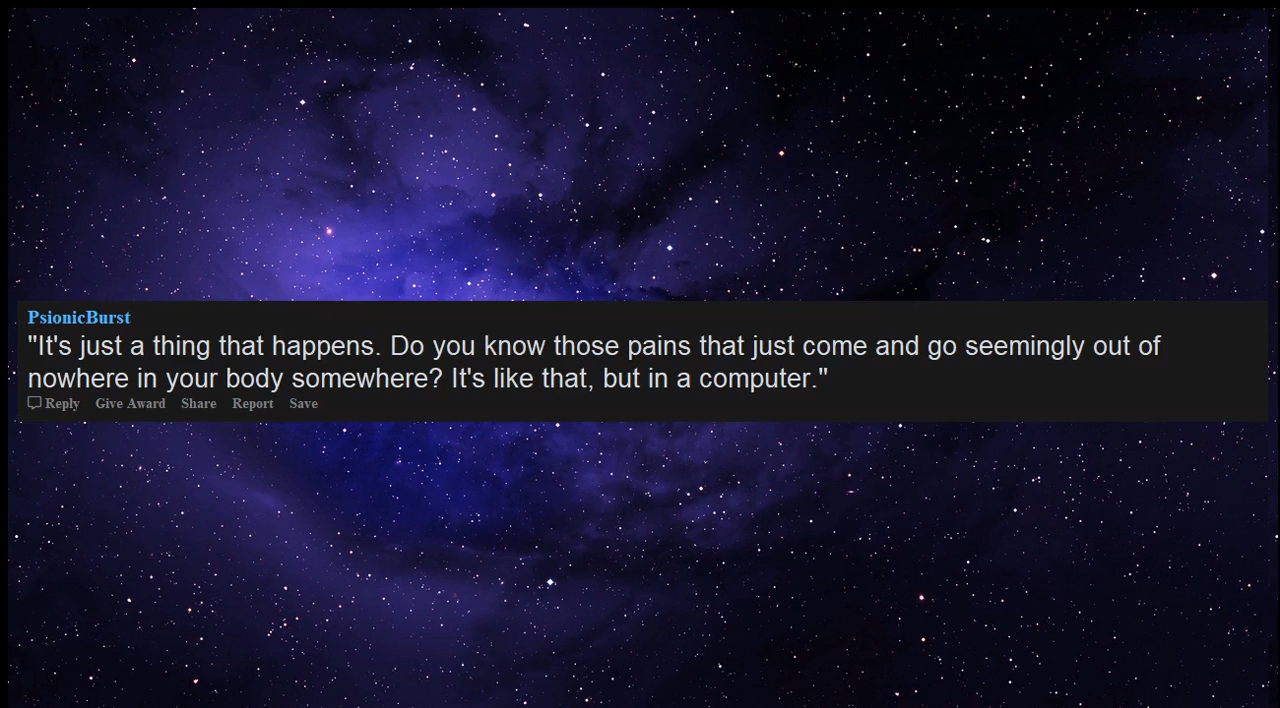 PsionicBurst
"It's just a thing that happens. Do you know those pains that just come and go seemingly out of
nowhere in your body somewhere? It's like that, but in a computer."
Reply Give Award Share Report Save